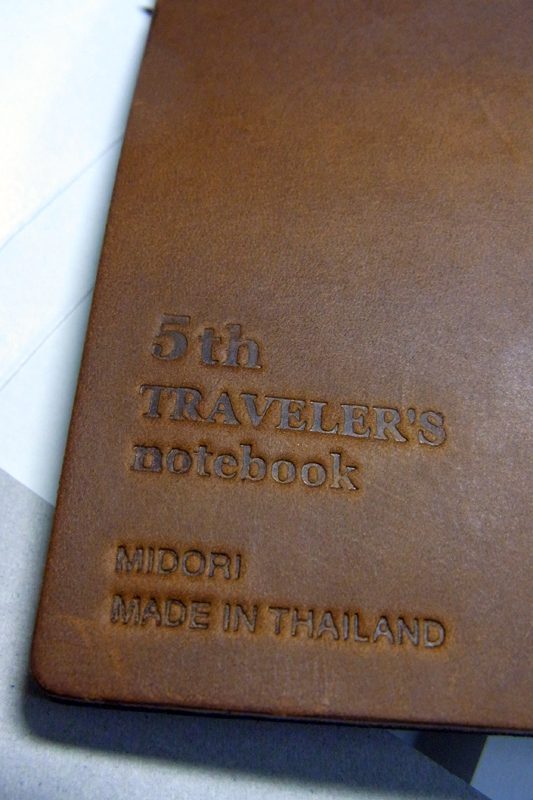 5th
TRAVELER'S
notebook
MIDORI
MADE IN THAILAND